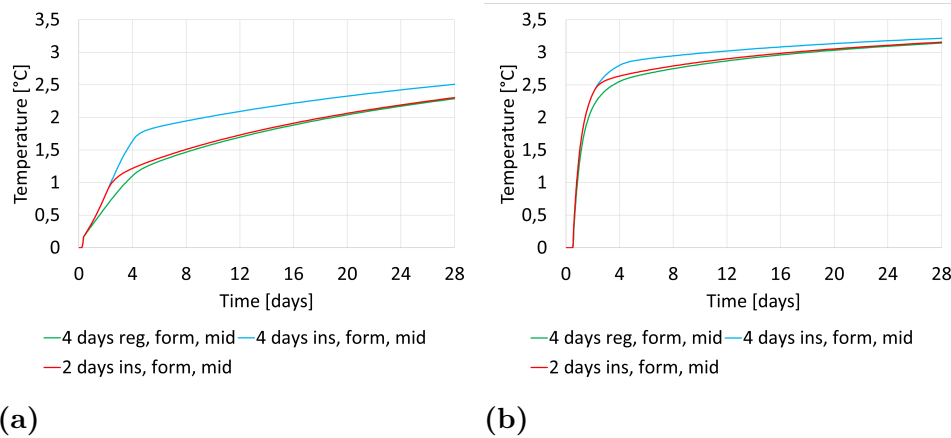 3,5
3
2,5
2
1,5
1
0,5
0
Temperature [°C]
0 4 8 12 16 20 24 28
Time [days]
4 days reg, form, mid 4 days ins, form, mid
2 days ins, form, mid
(a)
3,5
3
2,5
2
1,5
1
0,5
0
Temperature [°C]
0 4 8 12 16 20 24 28
Time [days]
4 days reg, form, mid 4 days ins, form, mid
2 days ins, form, mid
(b)